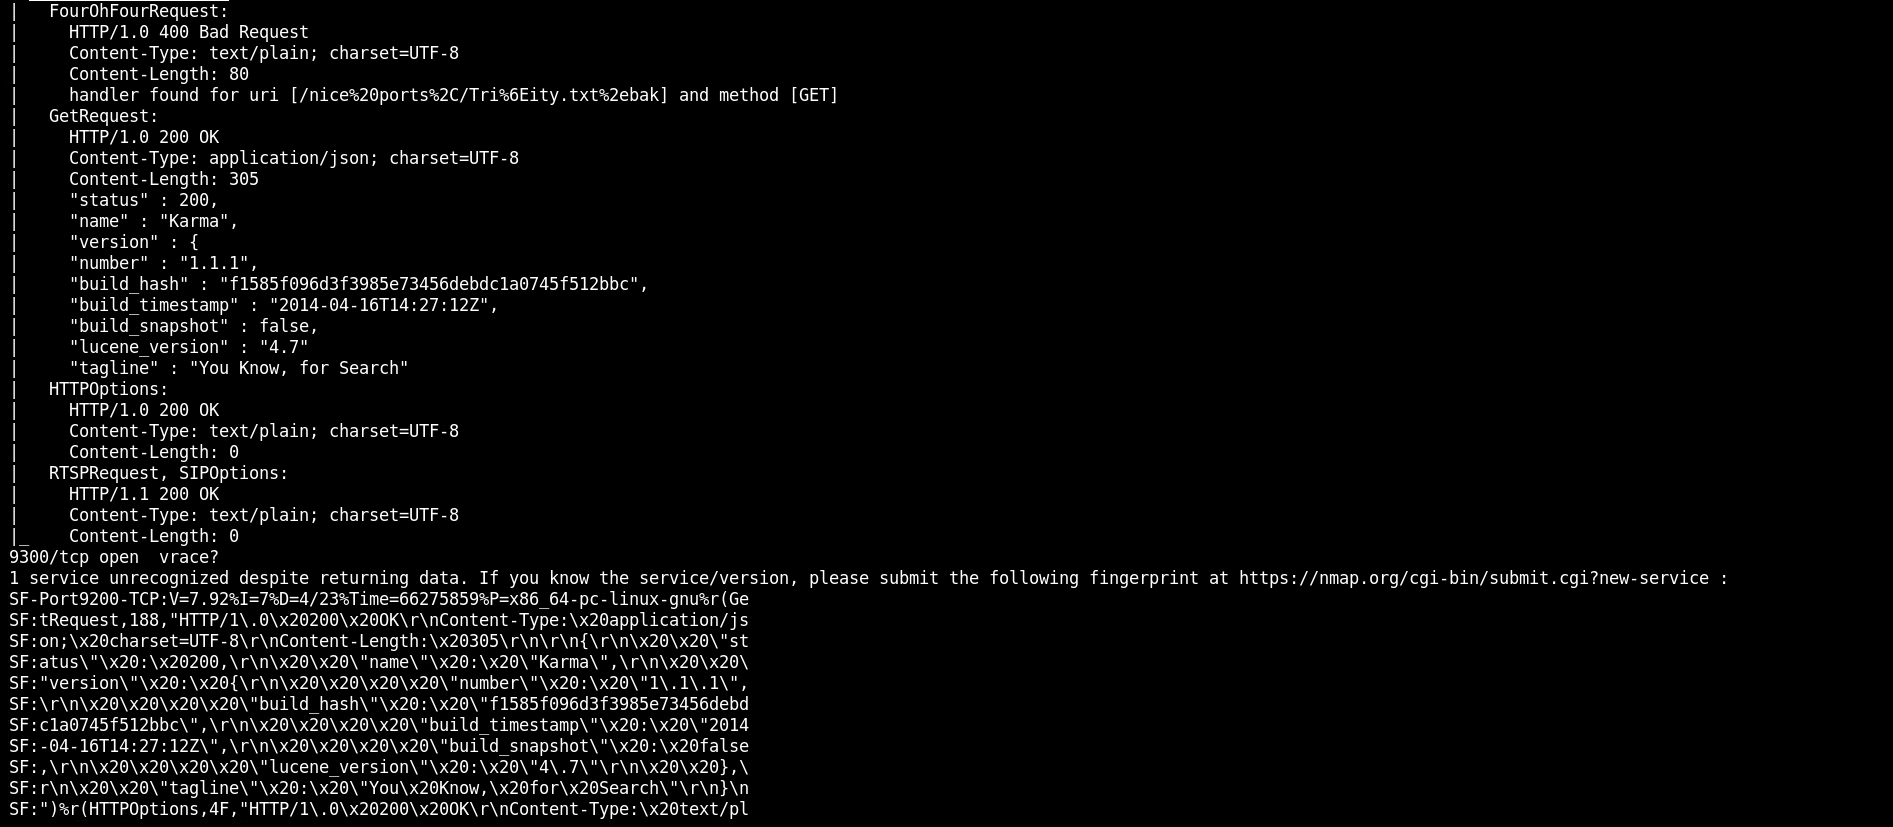 |   FourOhFourRequest:
|     HTTP/1.0 400 Bad Request
|     Content-Type: text/plain; charset=UTF-8
|     Content-Length: 80
|     handler found for uri [/nice%20ports%2C/Tri%6Eity.txt%2ebak] and method [GET]
|   GetRequest:
|     HTTP/1.0 200 OK
|     Content-Type: application/json; charset=UTF-8
|     Content-Length: 305
|     "status" : 200,
|     "name" : "Karma",
|     "version" : {
|     "number" : "1.1.1",
|     "build_hash" : "f1585f096d3f3985e73456debdc1a0745f512bbc",
|     "build_timestamp" : "2014-04-16T14:27:12Z",
|     "build_snapshot" : false,
|     "lucene_version" : "4.7"
|     "tagline" : "You Know, for Search"
|   HTTPOptions:
|     HTTP/1.0 200 OK
|     Content-Type: text/plain; charset=UTF-8
|     Content-Length: 0
|   RTSPRequest, SIPOptions:
|     HTTP/1.1 200 OK
|     Content-Type: text/plain; charset=UTF-8
|_    Content-Length: 0
9300/tcp open  vrace?
1 service unrecognized despite returning data. If you know the service/version, please submit the following fingerprint at https://nmap.org/cgi-bin/submit.cgi?new-service :
SF-Port9200-TCP:V=7.92%I=7%D=4/23%Time=66275859%P=x86_64-pc-linux-gnu%r(Ge
SF:tRequest,188,"HTTP/1\.0\x20200\x20OK\r\nContent-Type:\x20application/js
SF:on;\x20charset=UTF-8\r\nContent-Length:\x20305\r\n\r\n{\r\n\x20\x20\"st
SF:atus\"\x20:\x20200,\r\n\x20\x20\"name\"\x20:\x20\"Karma\",\r\n\x20\x20\
SF:"version\"\x20:\x20{\r\n\x20\x20\x20\x20\"number\"\x20:\x20\"1\.1\.1\",
SF:\r\n\x20\x20\x20\x20\"build_hash\"\x20:\x20\"f1585f096d3f3985e73456debd
SF:c1a0745f512bbc\",\r\n\x20\x20\x20\x20\"build_timestamp\"\x20:\x20\"2014
SF:-04-16T14:27:12Z\",\r\n\x20\x20\x20\x20\"build_snapshot\"\x20:\x20false
SF:,\r\n\x20\x20\x20\x20\"lucene_version\"\x20:\x20\"4\.7\"\r\n\x20\x20},\
SF:r\n\x20\x20\"tagline\"\x20:\x20\"You\x20Know,\x20for\x20Search\"\r\n}\n
SF:")%r(HTTPOptions,4F,"HTTP/1\.0\x20200\x20OK\r\nContent-Type:\x20text/pl